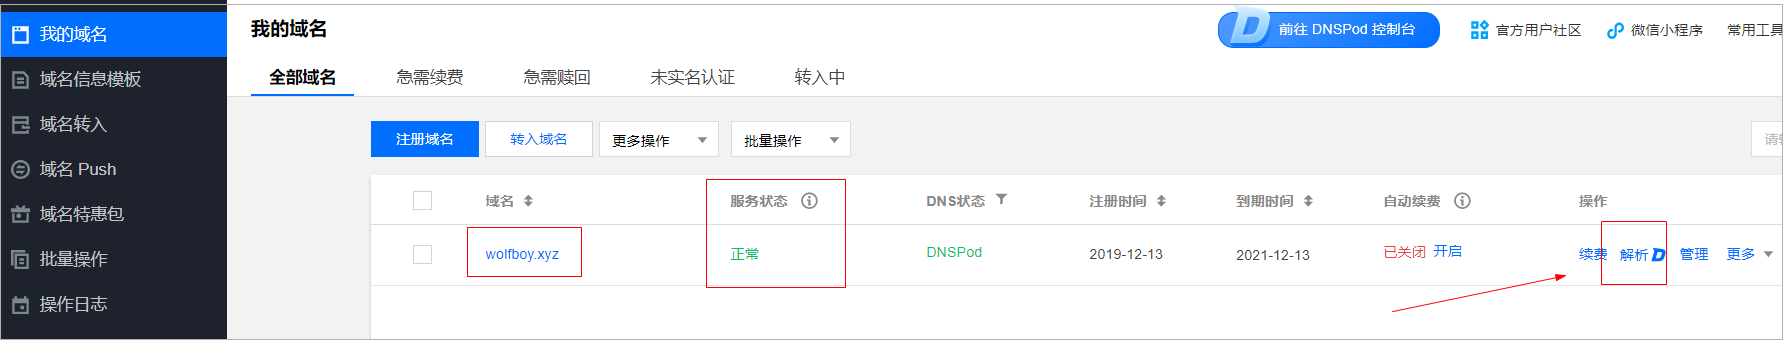 我的域名
域名信息模板
域名转入
域名 Push
域名特惠包
批量操作
操作日志
我的域名
前往 DNSPod 控制台
官方用户社区
微信小程序
常用工具
全部域名 急需续费 急需赎回 未实名认证 转入中
注册域名 转入域名 更多操作 批量操作
域名 服务状态 DNS状态 注册时间 到期时间 自动续费 操作
wolfboy.xyz 正常 DNSPod 2019-12-13 2021-12-13 已关闭 开启 续费 解析 管理 更多